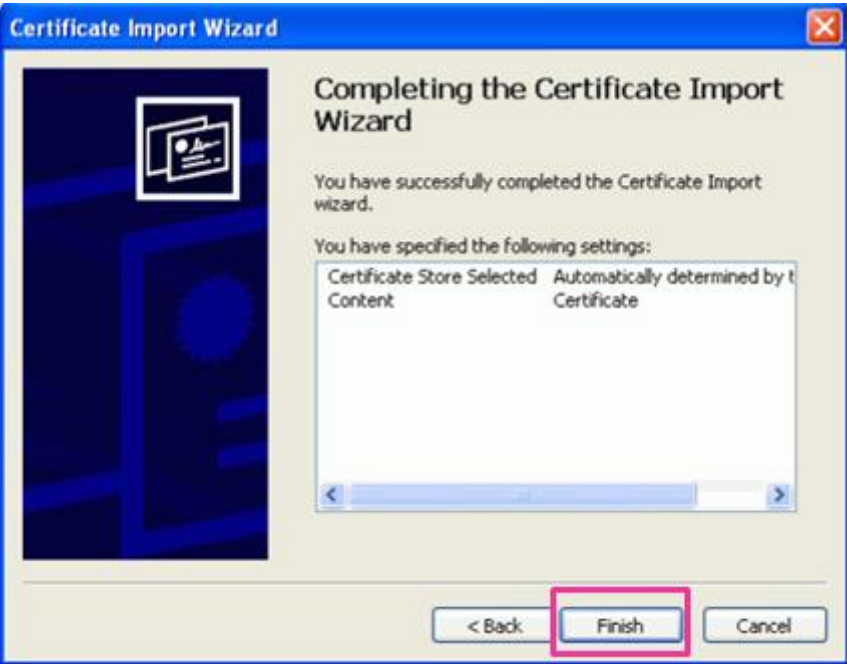 Certificate Import Wizard
Completing the Certificate Import
Wizard
You have successfully completed the Certificate Import
wizard.
You have specified the following settings:
Certificate Store Selected Automatically determined by t
Content Certificate
< Back Finish Cancel